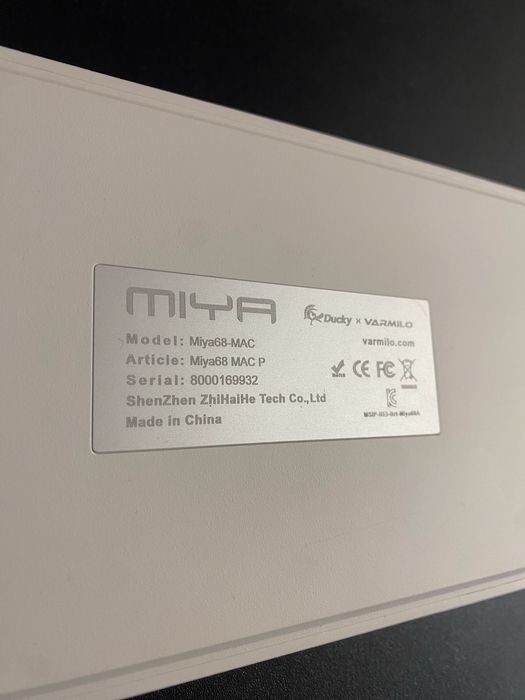 MIYA
Ducky × VARMILO
Model: Miya68-MAC
varmilo.com
Article: Miya68 MAC P
Serial: 8000169932
CE FC
ShenZhen ZhiHaiHe Tech Co.,Ltd
Made in China